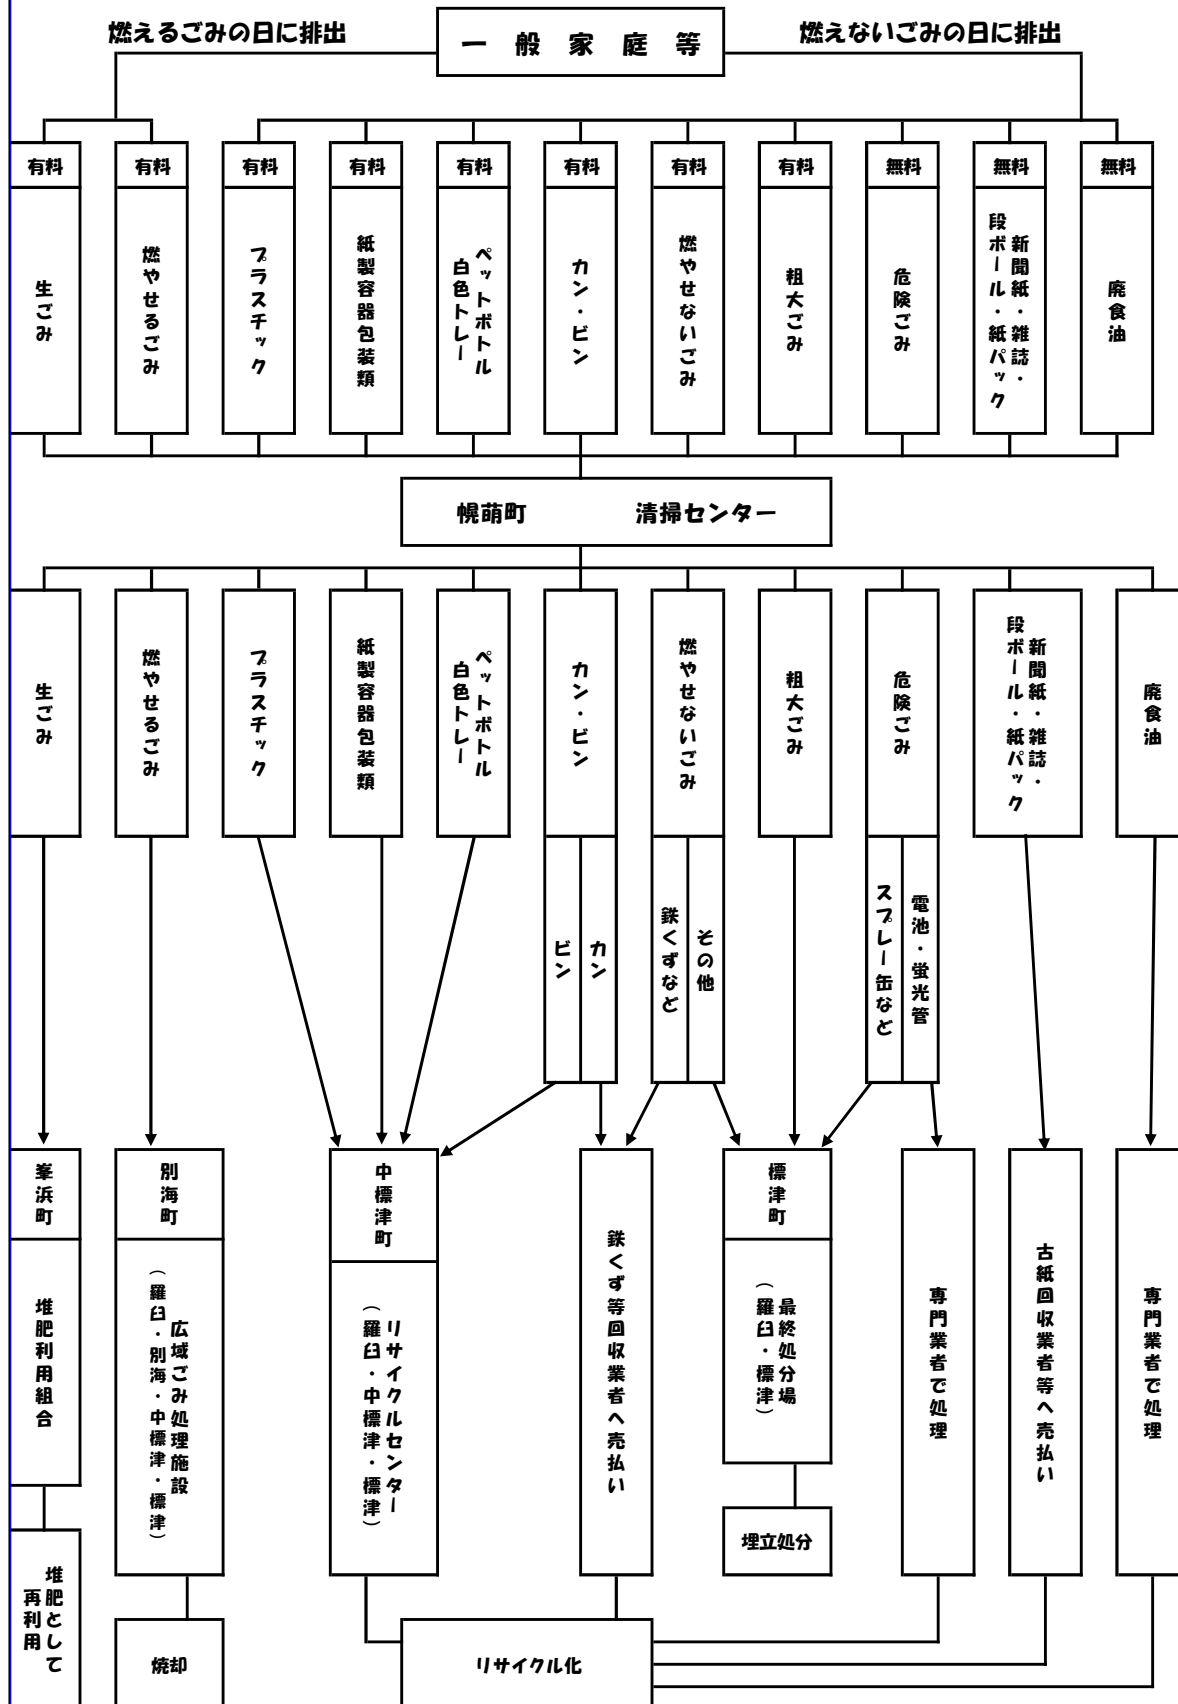 燃えるごみの日に排出
一般家庭等
燃えないごみの日に排出
有料
有料
有料
有料
有料
有料
有料
有料
無料
無料
無料
生ごみ
燃やせるごみ
プラスチック
紙製容器包装類
ペットボトル
白色トレー
カン・ビン
燃やせないごみ
粗大ごみ
危険ごみ
新聞紙・雑誌・
段ボール・紙パック
廃食油
幌萌町 清掃センター
生ごみ
燃やせるごみ
プラスチック
紙製容器包装類
ペットボトル
白色トレー
カン・ビン
燃やせないごみ
粗大ごみ
危険ごみ
新聞紙・雑誌・
段ボール・紙パック
廃食油
ビン
カン
鉄くずなど
その他
スプレー缶など
電池・蛍光管
峯浜町
堆肥利用組合
別海町
広域ごみ処理施設
（羅臼・別海・中標津・標津）
中標津町
リサイクルセンター
（羅臼・中標津・標津）
鉄くず等回収業者へ売払い
標津町
最終処分場
（羅臼・標津）
専門業者で処理
古紙回収業者等へ売払い
専門業者で処理
埋立処分
堆肥として
再利用
焼却
リサイクル化